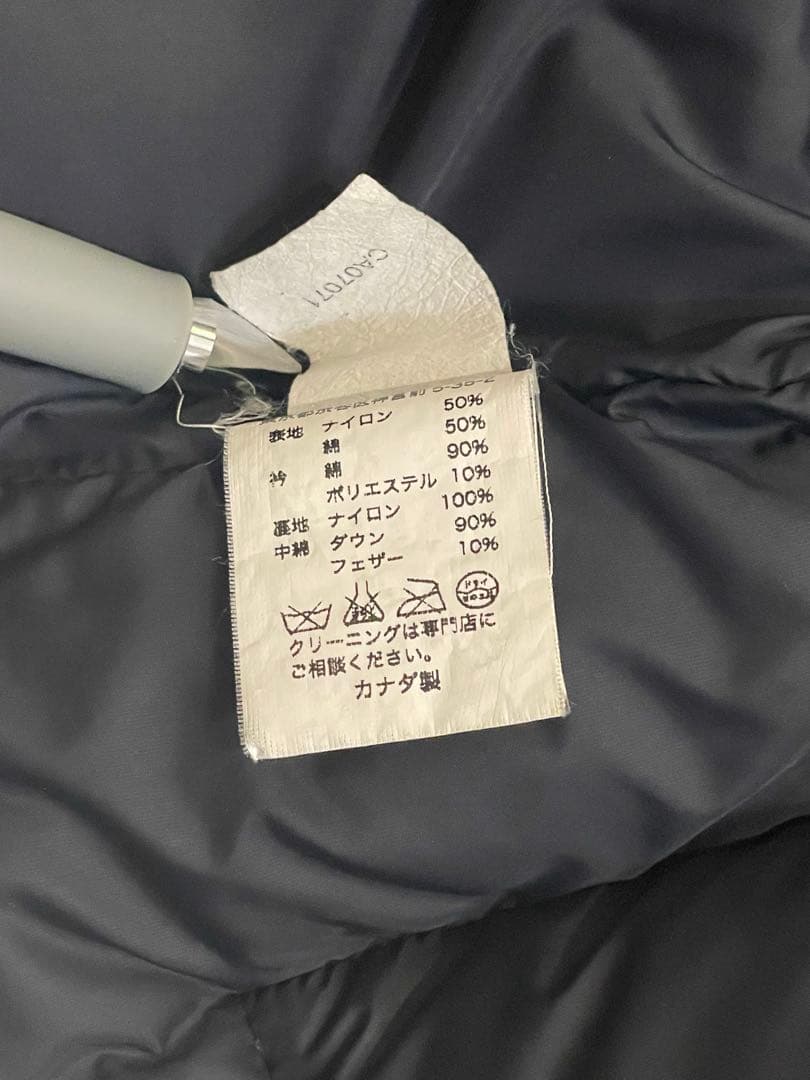 CA07071
5-35-2
表地 ナイロン 50%
綿 50%
衿 綿 90%
ポリエステル 10%
裏地 ナイロン 100%
中綿 ダウン 90%
フェザー 10%
ドライ
クリーニングは専門店に
ご相談ください。
カナダ製